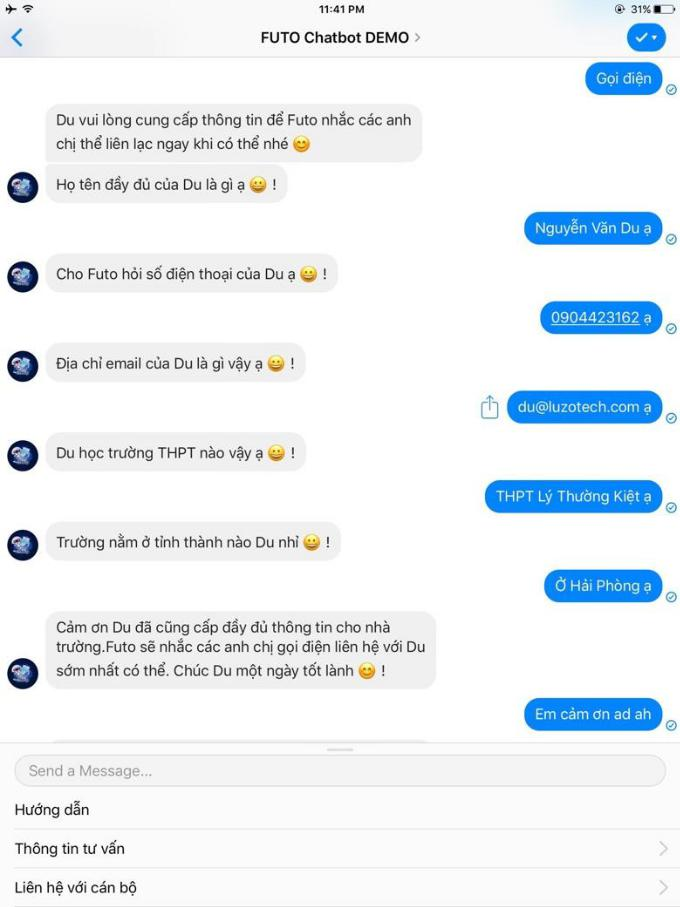 11:41 PM
31%
FUTO Chatbot DEMO
Gọi điện
Du vui lòng cung cấp thông tin để Futo nhắc các anh
chị thể liên lạc ngay khi có thể nhé 😊
Họ tên đầy đủ của Du là gì ạ 😀 !
Nguyễn Văn Du ạ
Cho Futo hỏi số điện thoại của Du ạ 😀 !
0904423162 ạ
Địa chỉ email của Du là gì vậy ạ 😀 !
du@luzotech.com ạ
Du học trường THPT nào vậy ạ 😀 !
THPT Lý Thường Kiệt ạ
Trường nằm ở tỉnh thành nào Du nhỉ 😀 !
Ở Hải Phòng ạ
Cảm ơn Du đã cũng cấp đầy đủ thông tin cho nhà
trường.Futo sẽ nhắc các anh chị gọi điện liên hệ với Du
sớm nhất có thể. Chúc Du một ngày tốt lành 😊 !
Em cảm ơn ad ah
Send a Message...
Hướng dẫn
Thông tin tư vấn
Liên hệ với cán bộ